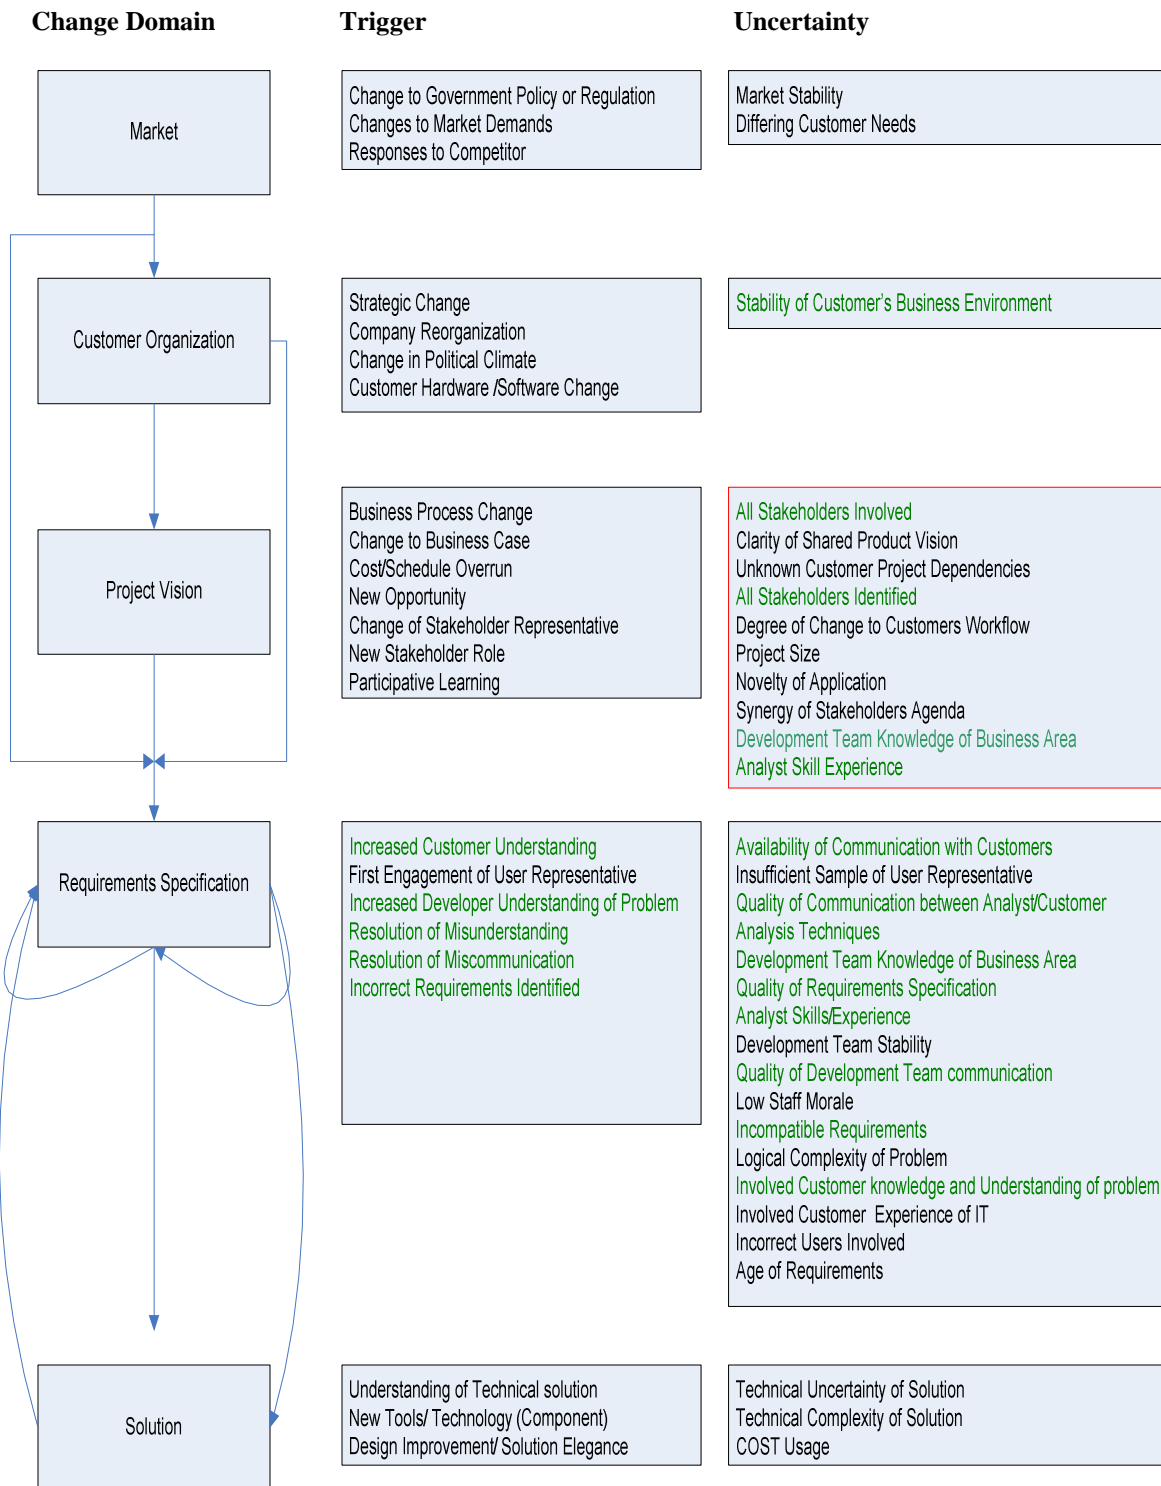 Change Domain
Trigger
Uncertainty
Market
Change to Government Policy or Regulation
Changes to Market Demands
Responses to Competitor
Market Stability
Differing Customer Needs
Customer Organization
Strategic Change
Company Reorganization
Change in Political Climate
Customer Hardware /Software Change
Stability of Customer's Business Environment
Project Vision
Business Process Change
Change to Business Case
Cost/Schedule Overrun
New Opportunity
Change of Stakeholder Representative
New Stakeholder Role
Participative Learning
All Stakeholders Involved
Clarity of Shared Product Vision
Unknown Customer Project Dependencies
All Stakeholders Identified
Degree of Change to Customers Workflow
Project Size
Novelty of Application
Synergy of Stakeholders Agenda
Development Team Knowledge of Business Area
Analyst Skill Experience
Requirements Specification
Increased Customer Understanding
First Engagement of User Representative
Increased Developer Understanding of Problem
Resolution of Misunderstanding
Resolution of Miscommunication
Incorrect Requirements Identified
Availability of Communication with Customers
Insufficient Sample of User Representative
Quality of Communication between Analyst/Customer
Analysis Techniques
Development Team Knowledge of Business Area
Quality of Requirements Specification
Analyst Skills/Experience
Development Team Stability
Quality of Development Team communication
Low Staff Morale
Incompatible Requirements
Logical Complexity of Problem
Involved Customer knowledge and Understanding of problem
Involved Customer Experience of IT
Incorrect Users Involved
Age of Requirements
Solution
Understanding of Technical solution
New Tools/ Technology (Component)
Design Improvement/ Solution Elegance
Technical Uncertainty of Solution
Technical Complexity of Solution
COST Usage